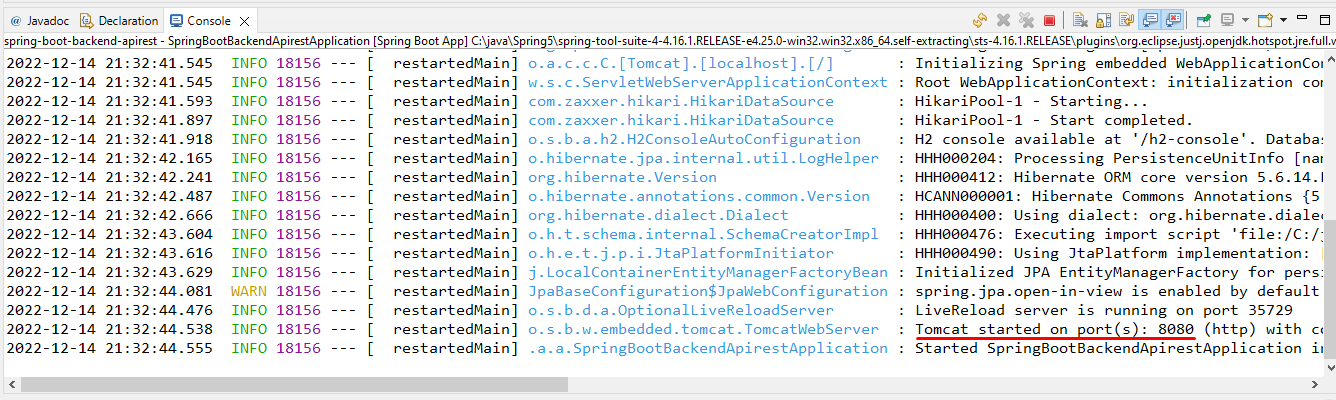 @ Javadoc Declaration Console
spring-boot-backend-apirest - SpringBootBackendApirestApplication [Spring Boot App] C:\java\Spring5\spring-tool-suite-4-4.16.1.RELEASE-e4.25.0-win32.win32.x86_64.self-extracting\sts-4.16.1.RELEASE\plugins\org.eclipse.justj.openjdk.hotspot.jre.full.v
2022-12-14 21:32:41.545 INFO 18156 --- [ restartedMain] o.a.c.c.C.[Tomcat].[localhost].[/] : Initializing Spring embedded WebApplicationCo
2022-12-14 21:32:41.545 INFO 18156 --- [ restartedMain] w.s.c.ServletWebServerApplicationContext : Root WebApplicationContext: initialization com
2022-12-14 21:32:41.593 INFO 18156 --- [ restartedMain] com.zaxxer.hikari.HikariDataSource : HikariPool-1 - Starting...
2022-12-14 21:32:41.897 INFO 18156 --- [ restartedMain] com.zaxxer.hikari.HikariDataSource : HikariPool-1 - Start completed.
2022-12-14 21:32:41.918 INFO 18156 --- [ restartedMain] o.s.b.a.h2.H2ConsoleAutoConfiguration : H2 console available at '/h2-console'. Databas
2022-12-14 21:32:42.165 INFO 18156 --- [ restartedMain] o.hibernate.jpa.internal.util.LogHelper : HHH000204: Processing PersistenceUnitInfo [nam
2022-12-14 21:32:42.241 INFO 18156 --- [ restartedMain] org.hibernate.Version : HHH000412: Hibernate ORM core version 5.6.14.
2022-12-14 21:32:42.487 INFO 18156 --- [ restartedMain] o.hibernate.annotations.common.Version : HCANN000001: Hibernate Commons Annotations {5
2022-12-14 21:32:42.666 INFO 18156 --- [ restartedMain] org.hibernate.dialect.Dialect : HHH000400: Using dialect: org.hibernate.diale
2022-12-14 21:32:43.604 INFO 18156 --- [ restartedMain] o.h.t.schema.internal.SchemaCreatorImpl : HHH000476: Executing import script 'file:/C:/j
2022-12-14 21:32:43.616 INFO 18156 --- [ restartedMain] o.h.e.t.j.p.i.JtaPlatformInitiator : HHH000490: Using JtaPlatform implementation: [
2022-12-14 21:32:43.629 INFO 18156 --- [ restartedMain] j.LocalContainerEntityManagerFactoryBean : Initialized JPA EntityManagerFactory for persi
2022-12-14 21:32:44.081 WARN 18156 --- [ restartedMain] JpaBaseConfiguration$JpaWebConfiguration : spring.jpa.open-in-view is enabled by default
2022-12-14 21:32:44.476 INFO 18156 --- [ restartedMain] o.s.b.d.a.OptionalLiveReloadServer : LiveReload server is running on port 35729
2022-12-14 21:32:44.538 INFO 18156 --- [ restartedMain] o.s.b.w.embedded.tomcat.TomcatWebServer : Tomcat started on port(s): 8080 (http) with co
2022-12-14 21:32:44.555 INFO 18156 --- [ restartedMain] .a.a.SpringBootBackendApirestApplication : Started SpringBootBackendApirestApplication in